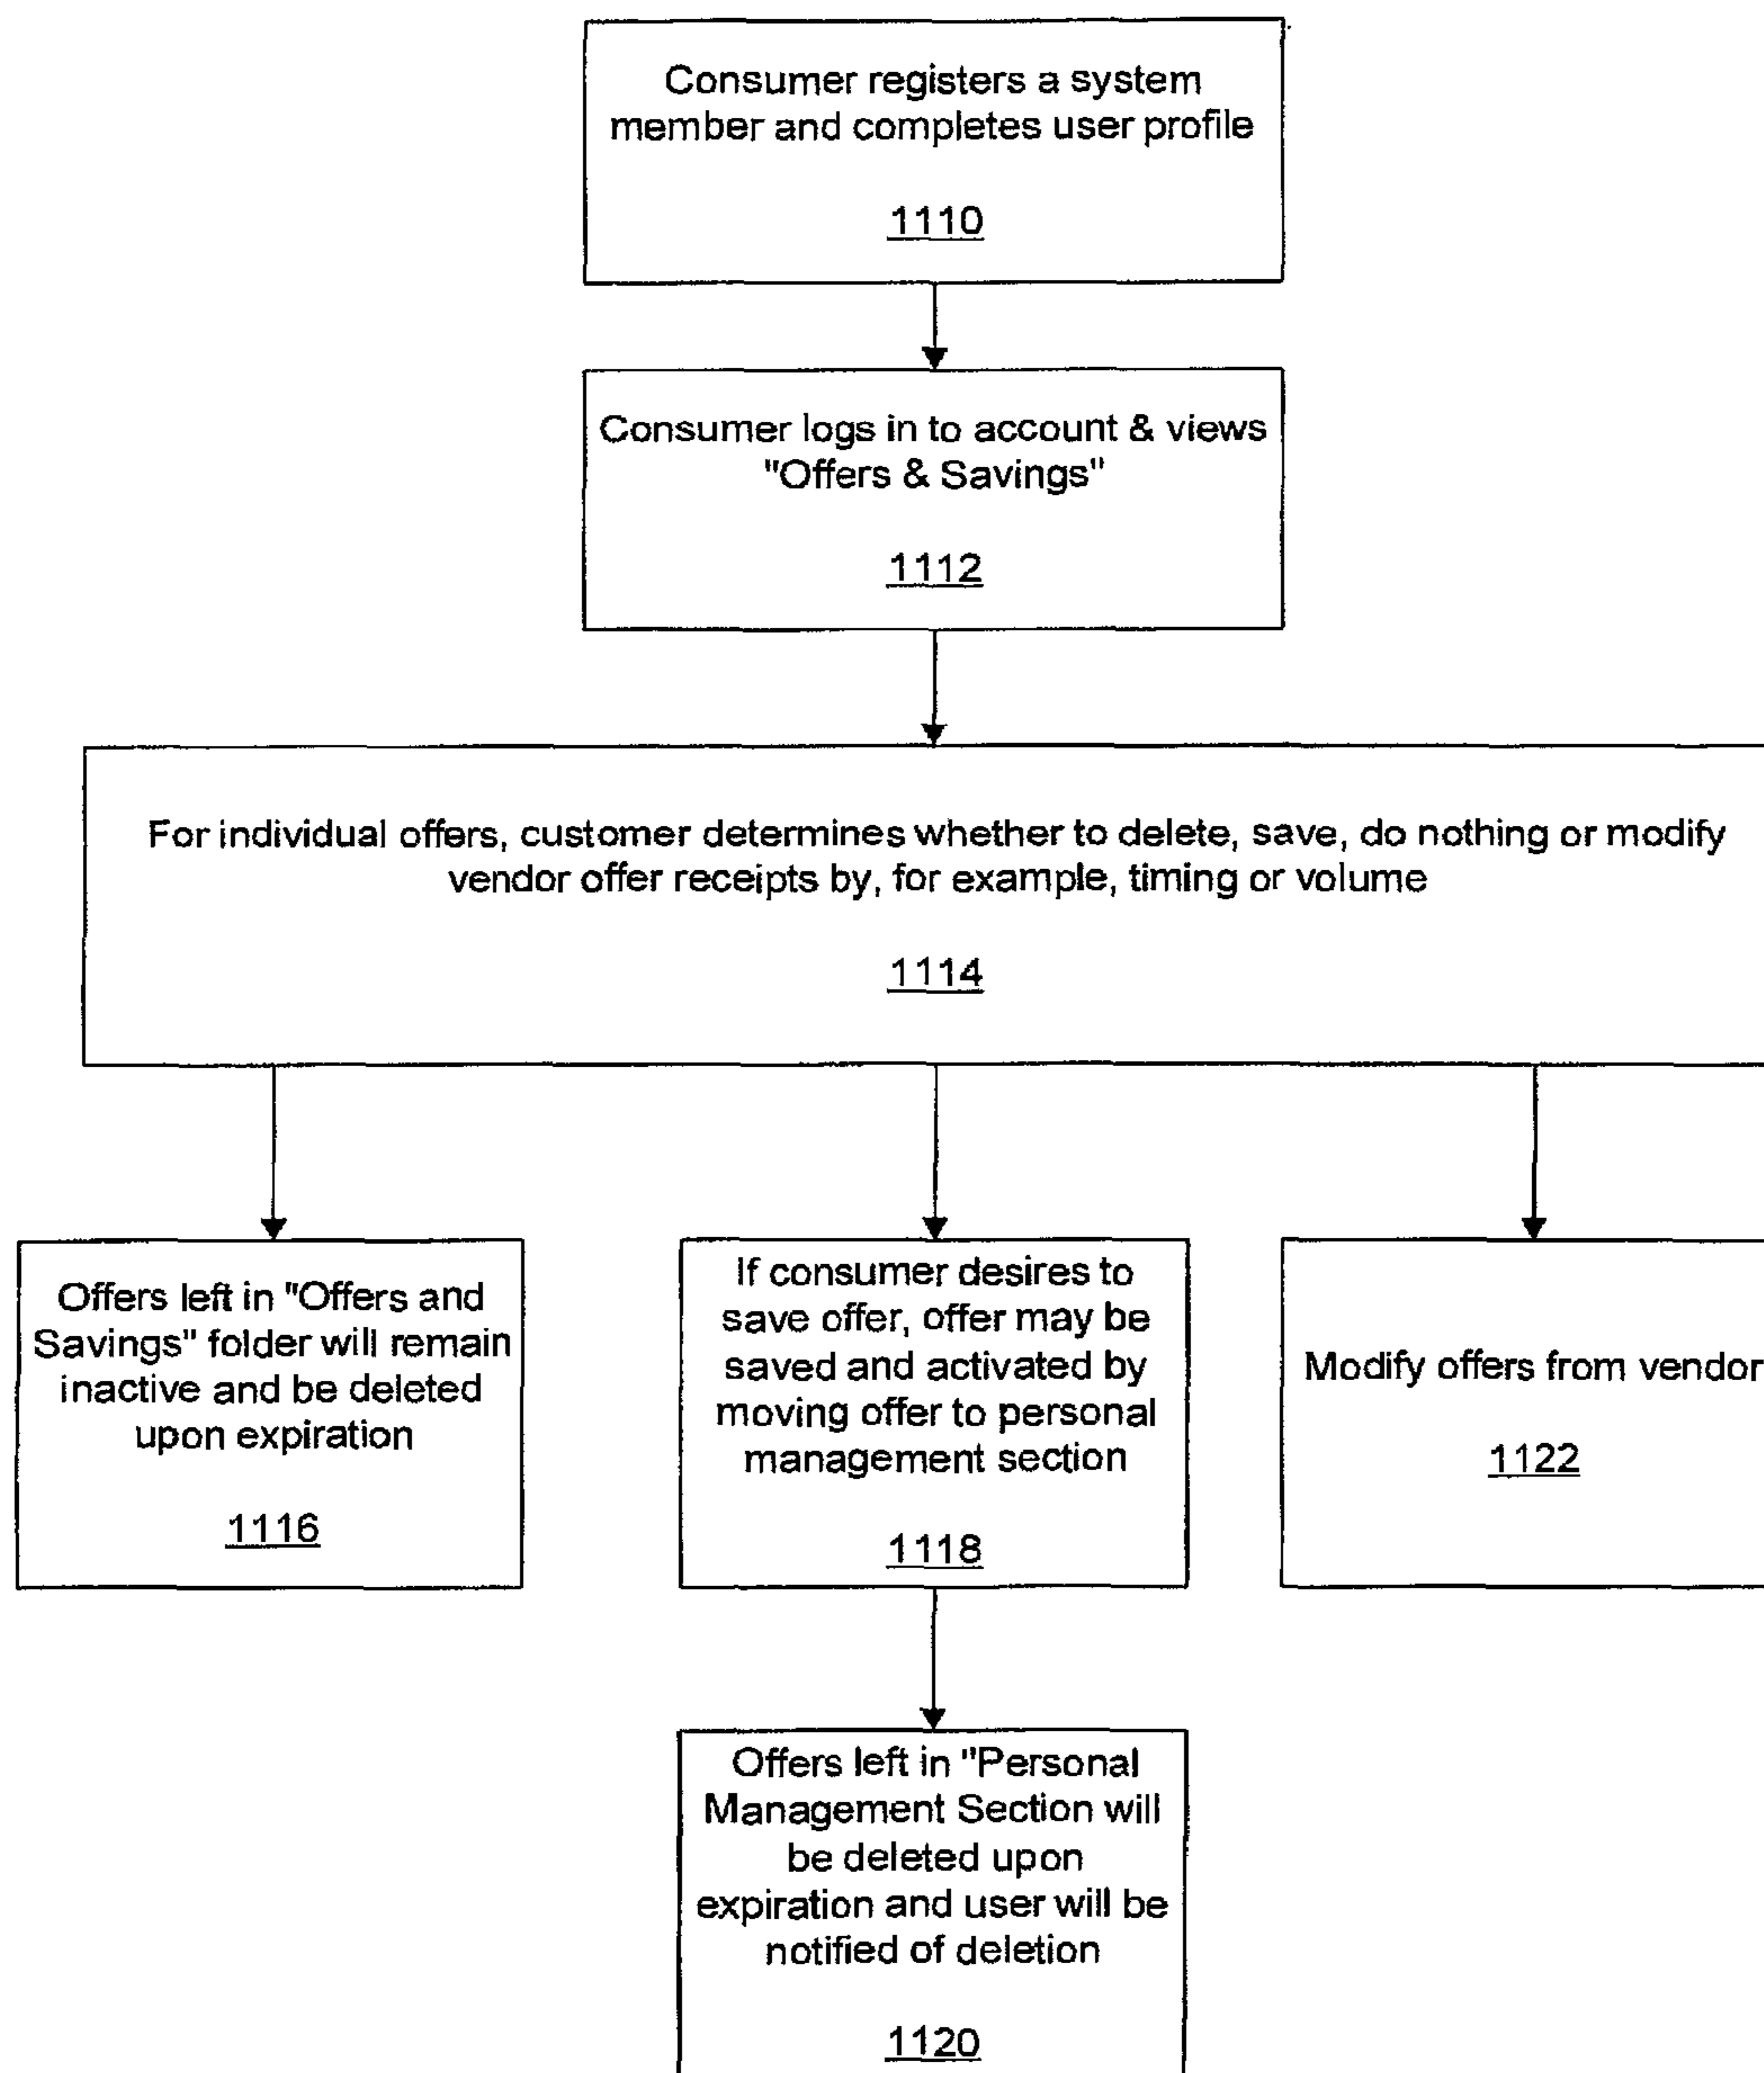 Consumer registers a system
member and completes user profile
1110
Consumer logs in to account & views
"Offers & Savings"
1112
For individual offers, customer determines whether to delete, save, do nothing or modify
vendor offer receipts by, for example, timing or volume
1114
Offers left in "Offers and
Savings" folder will remain
inactive and be deleted
upon expiration
1116
If consumer desires to
save offer, offer may be
saved and activated by
moving offer to personal
management section
1118
Modify offers from vendor
1122
Offers left in "Personal
Management Section will
be deleted upon
expiration and user will be
notified of deletion
1120